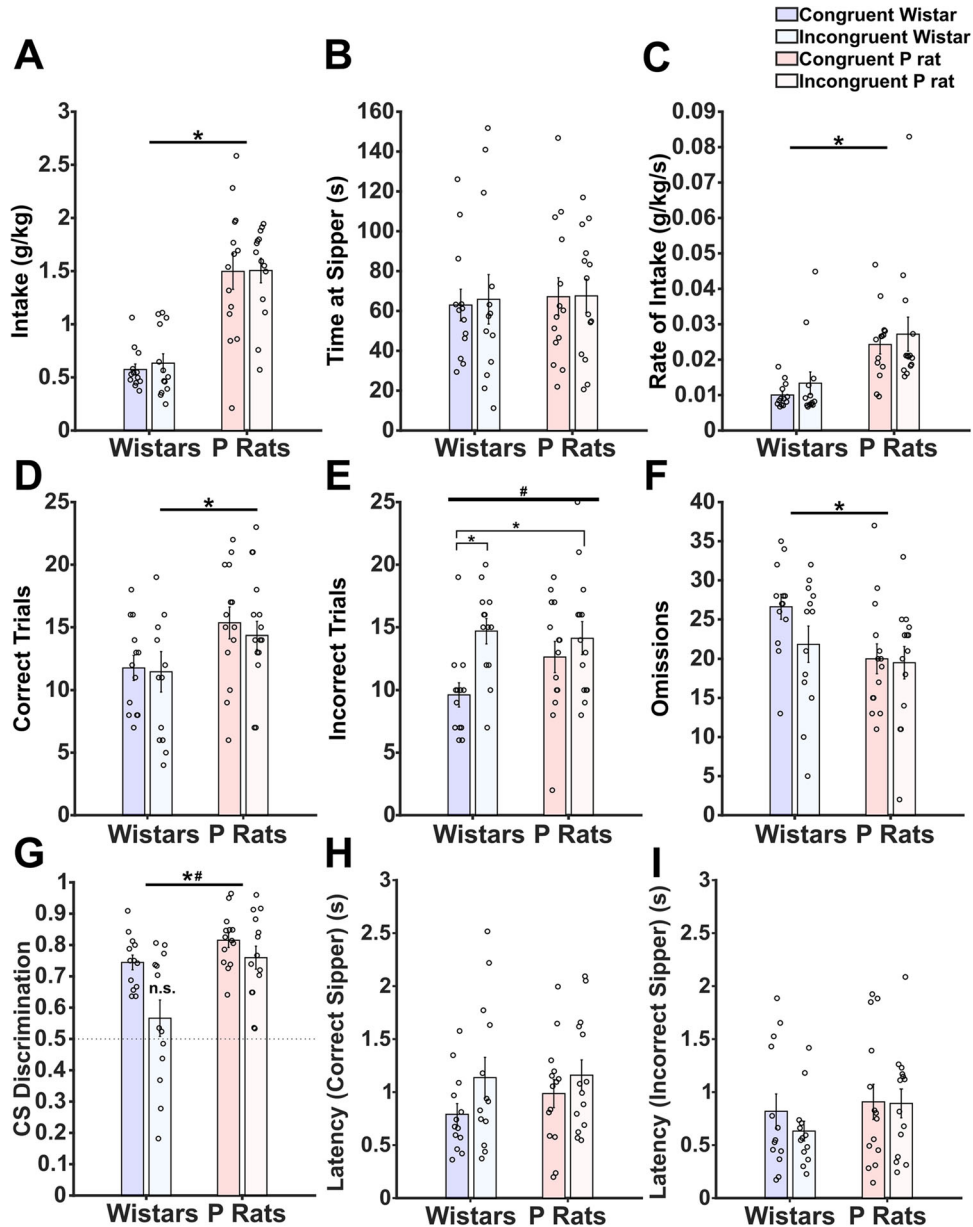 Congruent Wistar
Incongruent Wistar
Congruent P rat
Incongruent P rat
A
Intake (g/kg)
3
2.5
2
1.5
1
0.5
0
*
Wistars P Rats
B
Time at Sipper (s)
160
140
120
100
80
60
40
20
0
Wistars P Rats
C
Rate of Intake (g/kg/s)
0.09
0.08
0.07
0.06
0.05
0.04
0.03
0.02
0.01
0
*
Wistars P Rats
D
Correct Trials
25
20
15
10
5
0
*
Wistars P Rats
E
Incorrect Trials
25
20
15
10
5
0
#
*
*
Wistars P Rats
F
Omissions
40
35
30
25
20
15
10
5
0
*
Wistars P Rats
G
CS Discrimination
1
0.9
0.8
0.7
0.6
0.5
0.4
0.3
0.2
0.1
0
*#
n.s.
Wistars P Rats
H
Latency (Correct Sipper) (s)
3
2.5
2
1.5
1
0.5
0
Wistars P Rats
I
Latency (Incorrect Sipper) (s)
3
2.5
2
1.5
1
0.5
0
Wistars P Rats